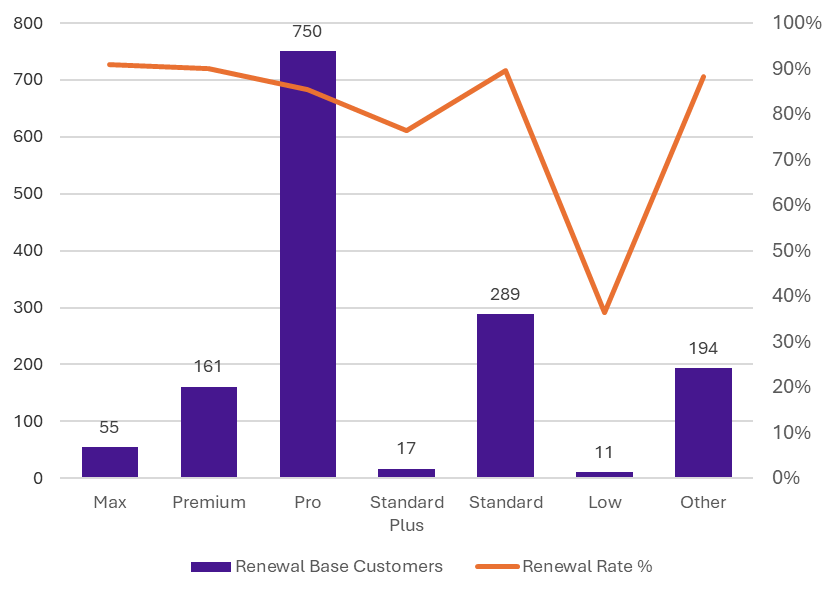 800
700
600
500
400
300
200
100
0
100%
90%
80%
70%
60%
50%
40%
30%
20%
10%
0%
55
161
750
17
289
11
194
Max
Premium
Pro
Standard
Plus
Standard
Low
Other
Renewal Base Customers
Renewal Rate %